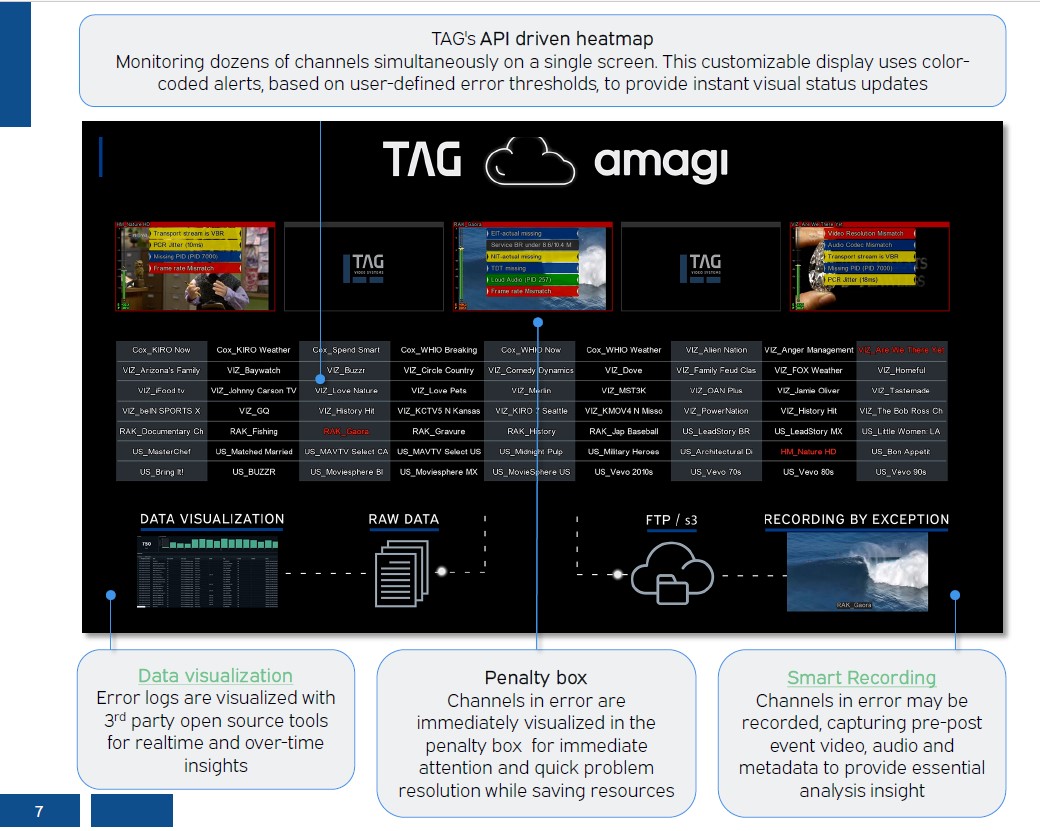 TAG's API driven heatmap
Monitoring dozens of channels simultaneously on a single screen. This customizable display uses color-
coded alerts, based on user-defined error thresholds, to provide instant visual status updates
TAG amagi
HM_Nature HD
Transport stream is VBR
PCR Jitter (10ms)
Missing PID (PID 7000)
Frame rate Mismatch
TAG
VIDEO SYSTEMS
RAK_Gaora
EIT-actual missing
Service BR under 8.6/10.4 M
NIT-actual missing
TDT missing
Loud Audio (PID 257)
Frame rate Mismatch
TAG
VIDEO SYSTEMS
VIZ_Are We There Yet
Video Resolution Mismatch
Audio Codec Mismatch
Transport stream is VBR
Missing PID (PID 7000)
PCR Jitter (18ms)
Cox_KIRO Now Cox_KIRO Weather Cox_Spend Smart Cox_WHIO Breaking Cox_WHIO Now Cox_WHIO Weather VIZ_Alien Nation VIZ_Anger Management VIZ_Are We There Yet
VIZ_Arizona's Family VIZ_Baywatch VIZ_Buzzr VIZ_Circle Country VIZ_Comedy Dynamics VIZ_Dove VIZ_Family Feud Clas VIZ_FOX Weather VIZ_Homeful
VIZ_iFood.tv VIZ_Johnny Carson TV VIZ_Love Nature VIZ_Love Pets VIZ_Merlin VIZ_MST3K VIZ_OAN Plus VIZ_Jamie Oliver VIZ_Tastemade
VIZ_beIN SPORTS X VIZ_GQ VIZ_History Hit VIZ_KCTV5 N Kansas VIZ_KIRO 7 Seattle VIZ_KMOV4 N Misso VIZ_PowerNation VIZ_History Hit VIZ_The Bob Ross Ch
RAK_Documentary Ch RAK_Fishing RAK_Gaora RAK_Gravure RAK_History RAK_Jap Baseball US_LeadStory BR US_LeadStory MX US_Little Women: LA
US_MasterChef US_Matched Married US_MAVTV Select CA US_MAVTV Select US US_Midnight Pulp US_Military Heroes US_Architectural Di HM_Nature HD US_Bon Appetit
US_Bring It! US_BUZZR US_Moviesphere BI US_Moviesphere MX US_MovieSphere US US_Vevo 2010s US_Vevo 70s US_Vevo 80s US_Vevo 90s
DATA VISUALIZATION RAW DATA FTP / s3 RECORDING BY EXCEPTION
750
RAK_Gaora
Data visualization
Error logs are visualized with
3rd party open source tools
for realtime and over-time
insights
Penalty box
Channels in error are
immediately visualized in the
penalty box for immediate
attention and quick problem
resolution while saving resources
Smart Recording
Channels in error may be
recorded, capturing pre-post
event video, audio and
metadata to provide essential
analysis insight
7